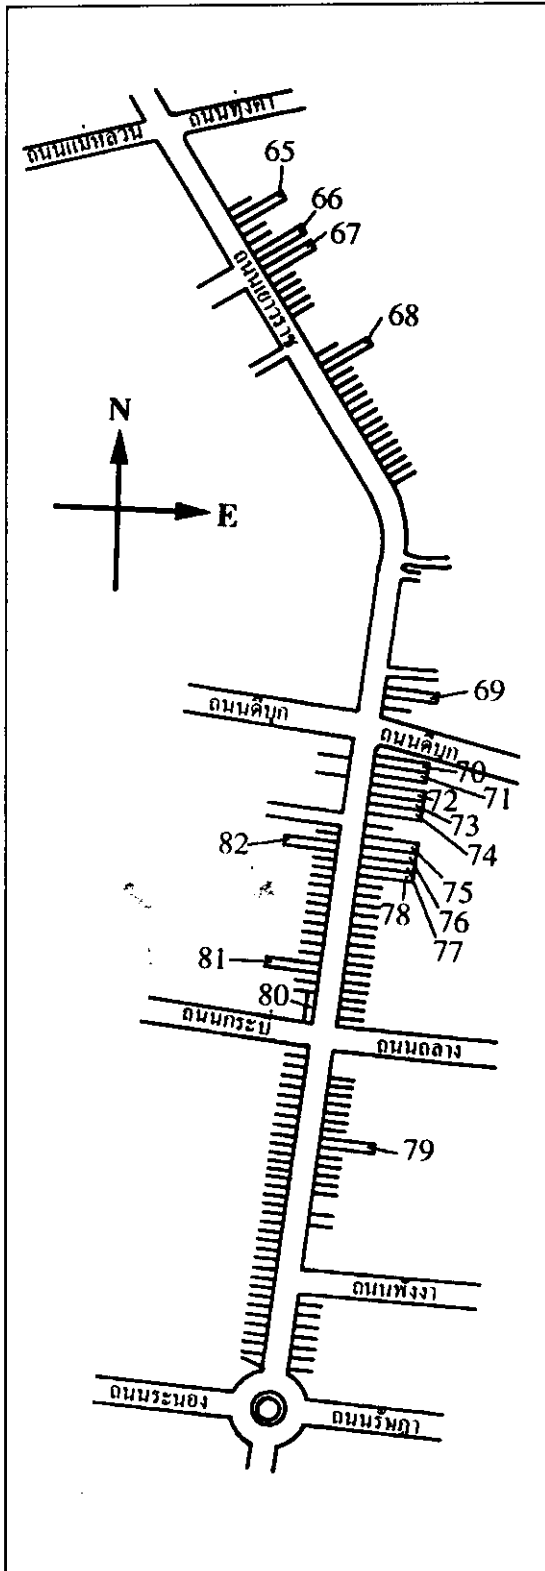 ถนนแม่หลวน
ถนนทุ่งคา
65
66
67
ถนนเยาวราช
68
N
E
69
ถนนดีบุก
ถนนดีบุก
70
71
72
73
74
82
75
76
78
77
81
80
ถนนกระบี่
ถนนถลาง
79
ถนนพังงา
ถนนระนอง
ถนนรัษฎา